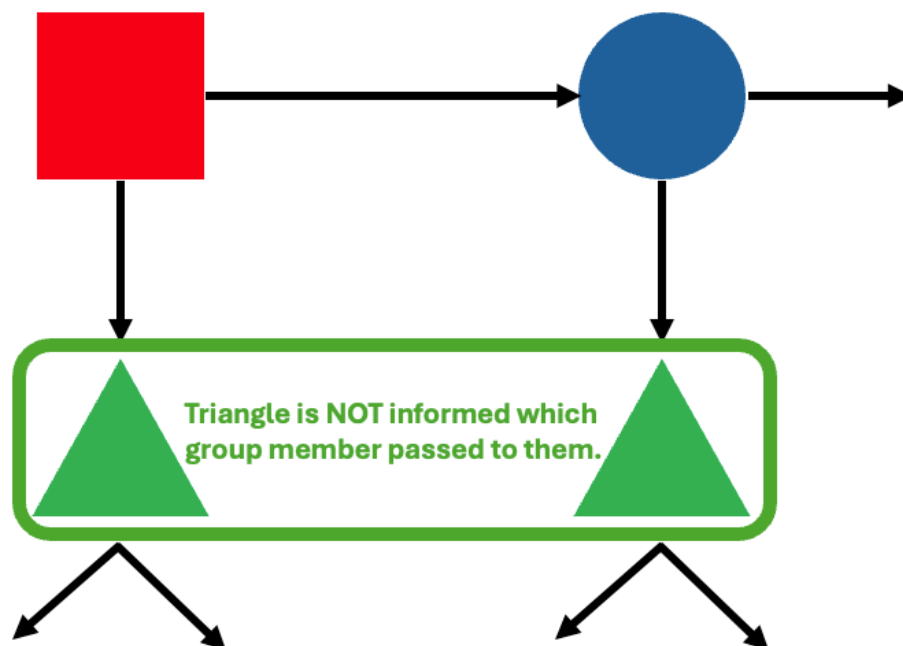 Triangle is NOT informed which
group member passed to them.